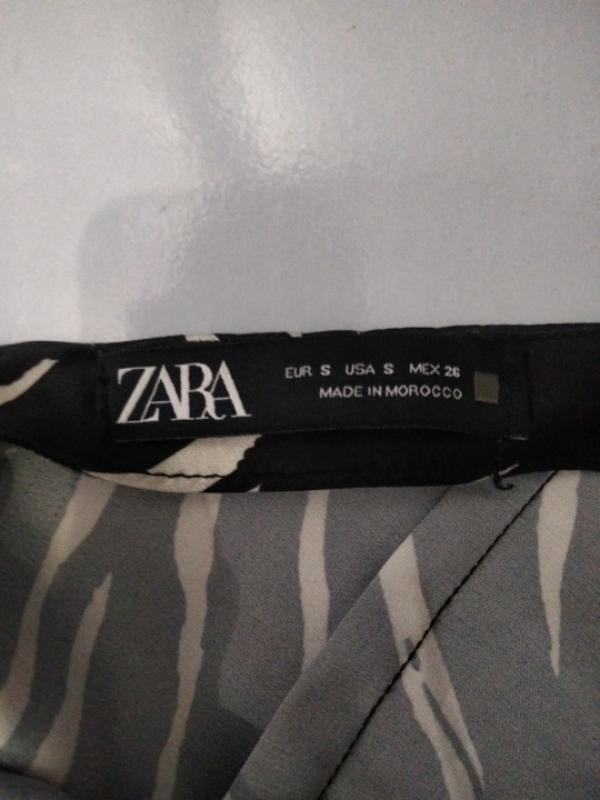 ZARA
EUR S USA S MEX 26
MADE IN MOROCCO